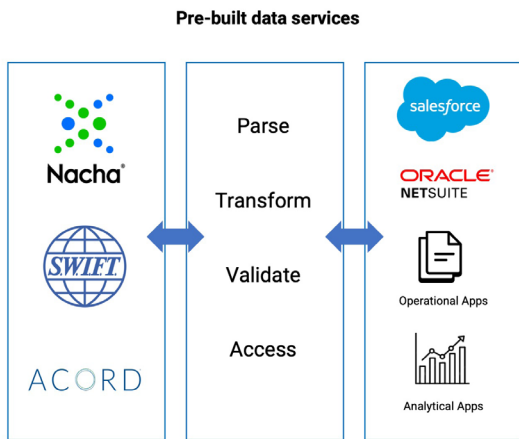 Pre-built data services
Nacha®
S.W.I.F.T.
ACORD
Parse
Transform
Validate
Access
salesforce
ORACLE®
NETSUITE
Operational Apps
Analytical Apps